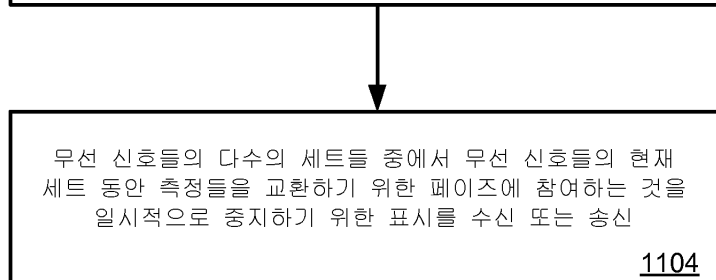 무선 신호들의 다수의 세트들 중에서 무선 신호들의 현재
세트 동안 측정들을 교환하기 위한 페이즈에 참여하는 것을
일시적으로 중지하기 위한 표시를 수신 또는 송신
1104